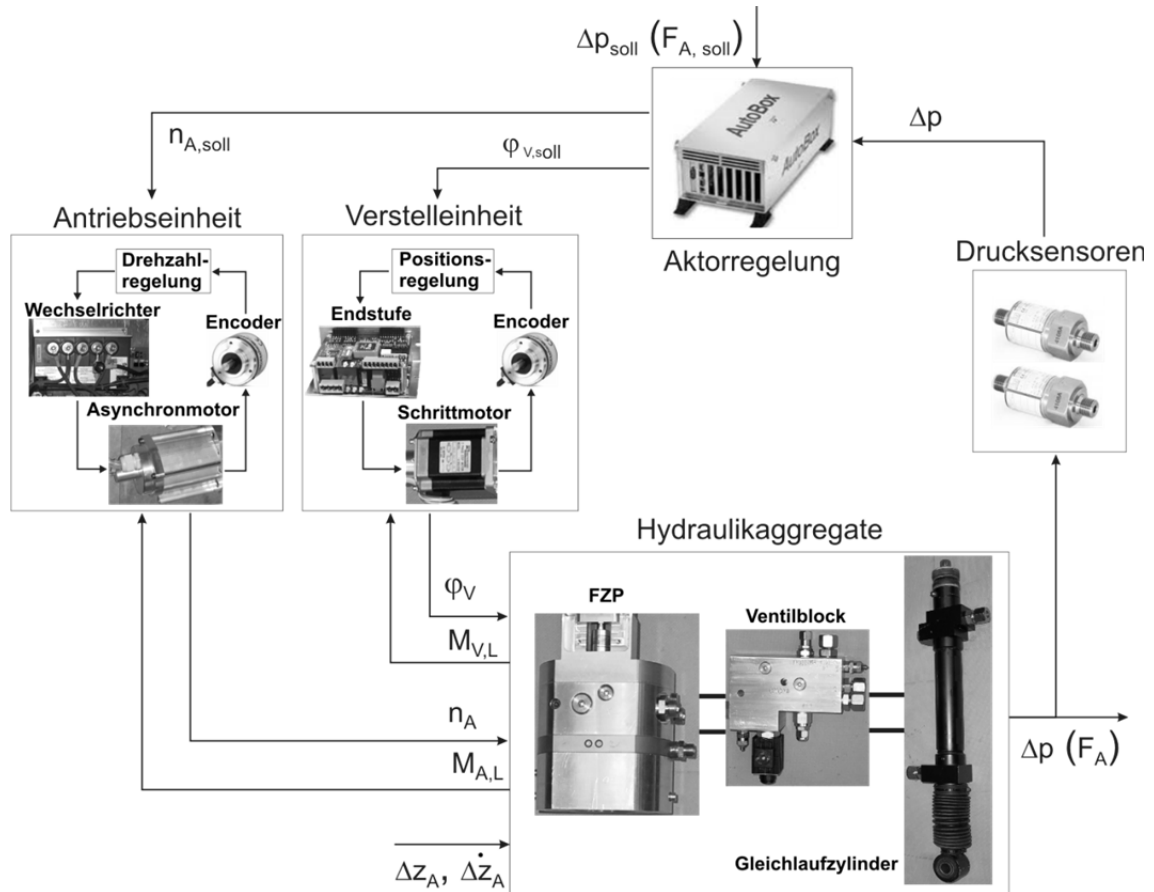 Δp_soll (F_A, soll)
AutoBox
AutoBox
Δp
n_A,soll
φ_V,soll
Antriebseinheit
Verstelleinheit
Aktorregelung
Drucksensoren
Drehzahl-
regelung
Positions-
regelung
Wechselrichter
Encoder
Endstufe
Encoder
Asynchronmotor
Schrittmotor
Hydraulikaggregate
φ_V
M_V,L
FZP
Ventilblock
n_A
M_A,L
Δp (F_A)
Δz_A, Δż_A
Gleichlaufzylinder